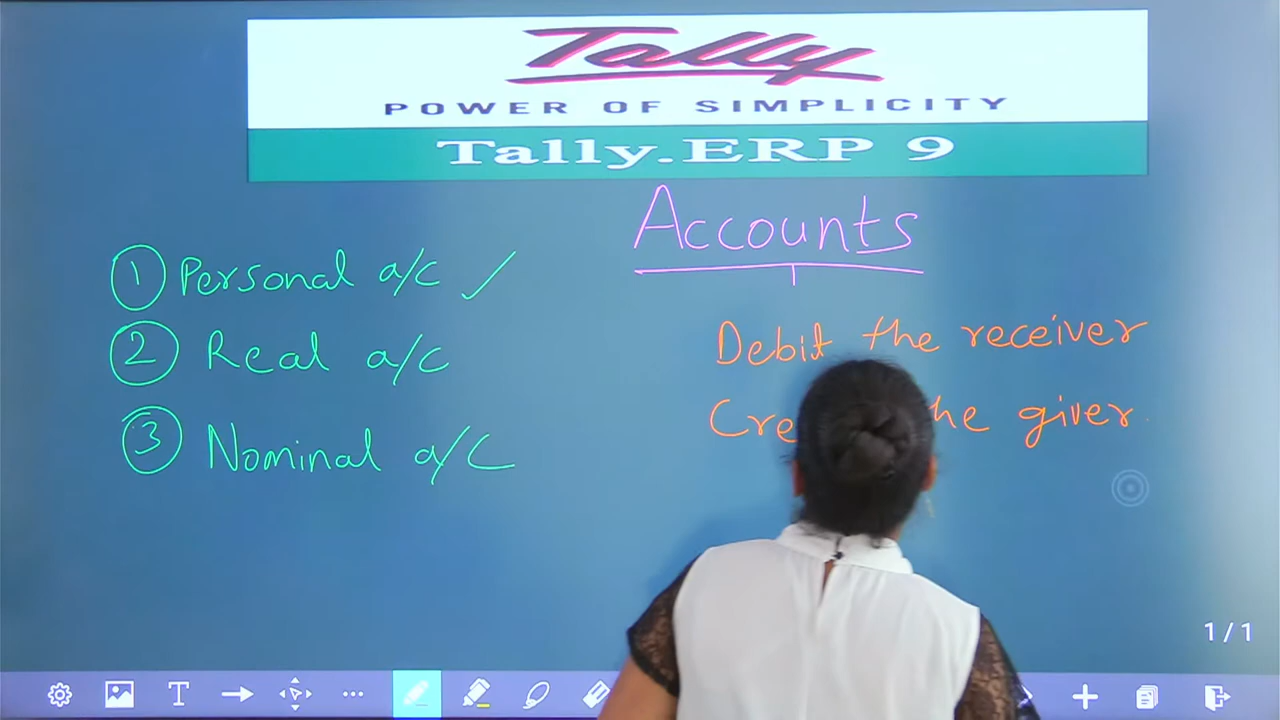 Tally
POWER OF SIMPLICITY
Tally.ERP 9
Accounts
1 Personal a/c ✓
2 Real a/c
3 Nominal a/c
Debit the receiver
the giver.
1/1
T